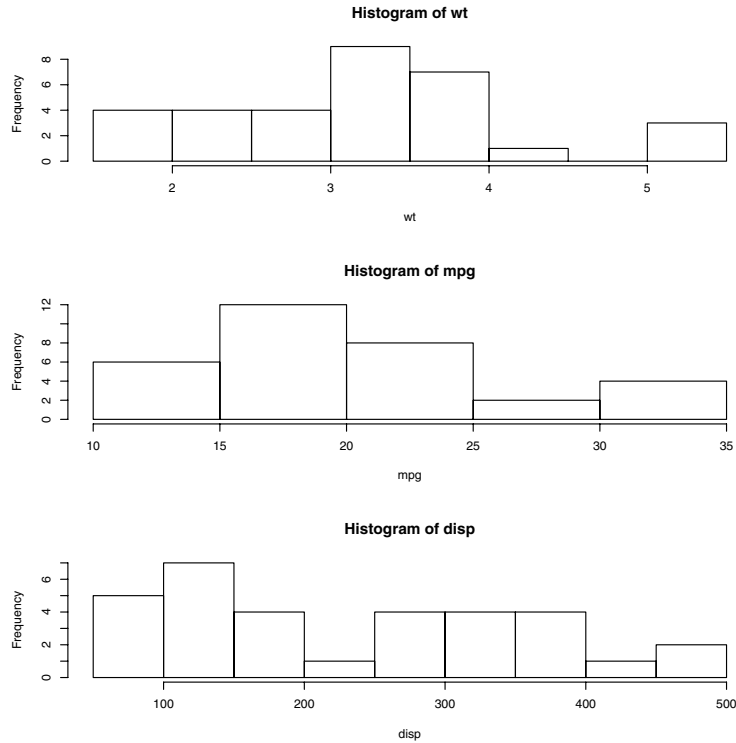 Histogram of wt
Frequency
0 2 4 6 8
2 3 4 5
wt
Histogram of mpg
Frequency
0 2 4 6 8 12
10 15 20 25 30 35
mpg
Histogram of disp
Frequency
0 2 4 6
100 200 300 400 500
disp